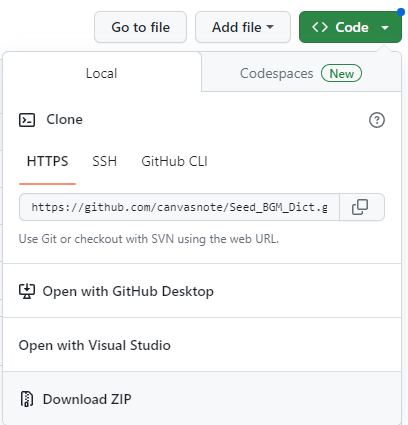 Go to file Add file Code
Local Codespaces New
Clone
HTTPS SSH GitHub CLI
https://github.com/canvasnote/Seed_BGM_Dict.g
Use Git or checkout with SVN using the web URL.
Open with GitHub Desktop
Open with Visual Studio
Download ZIP